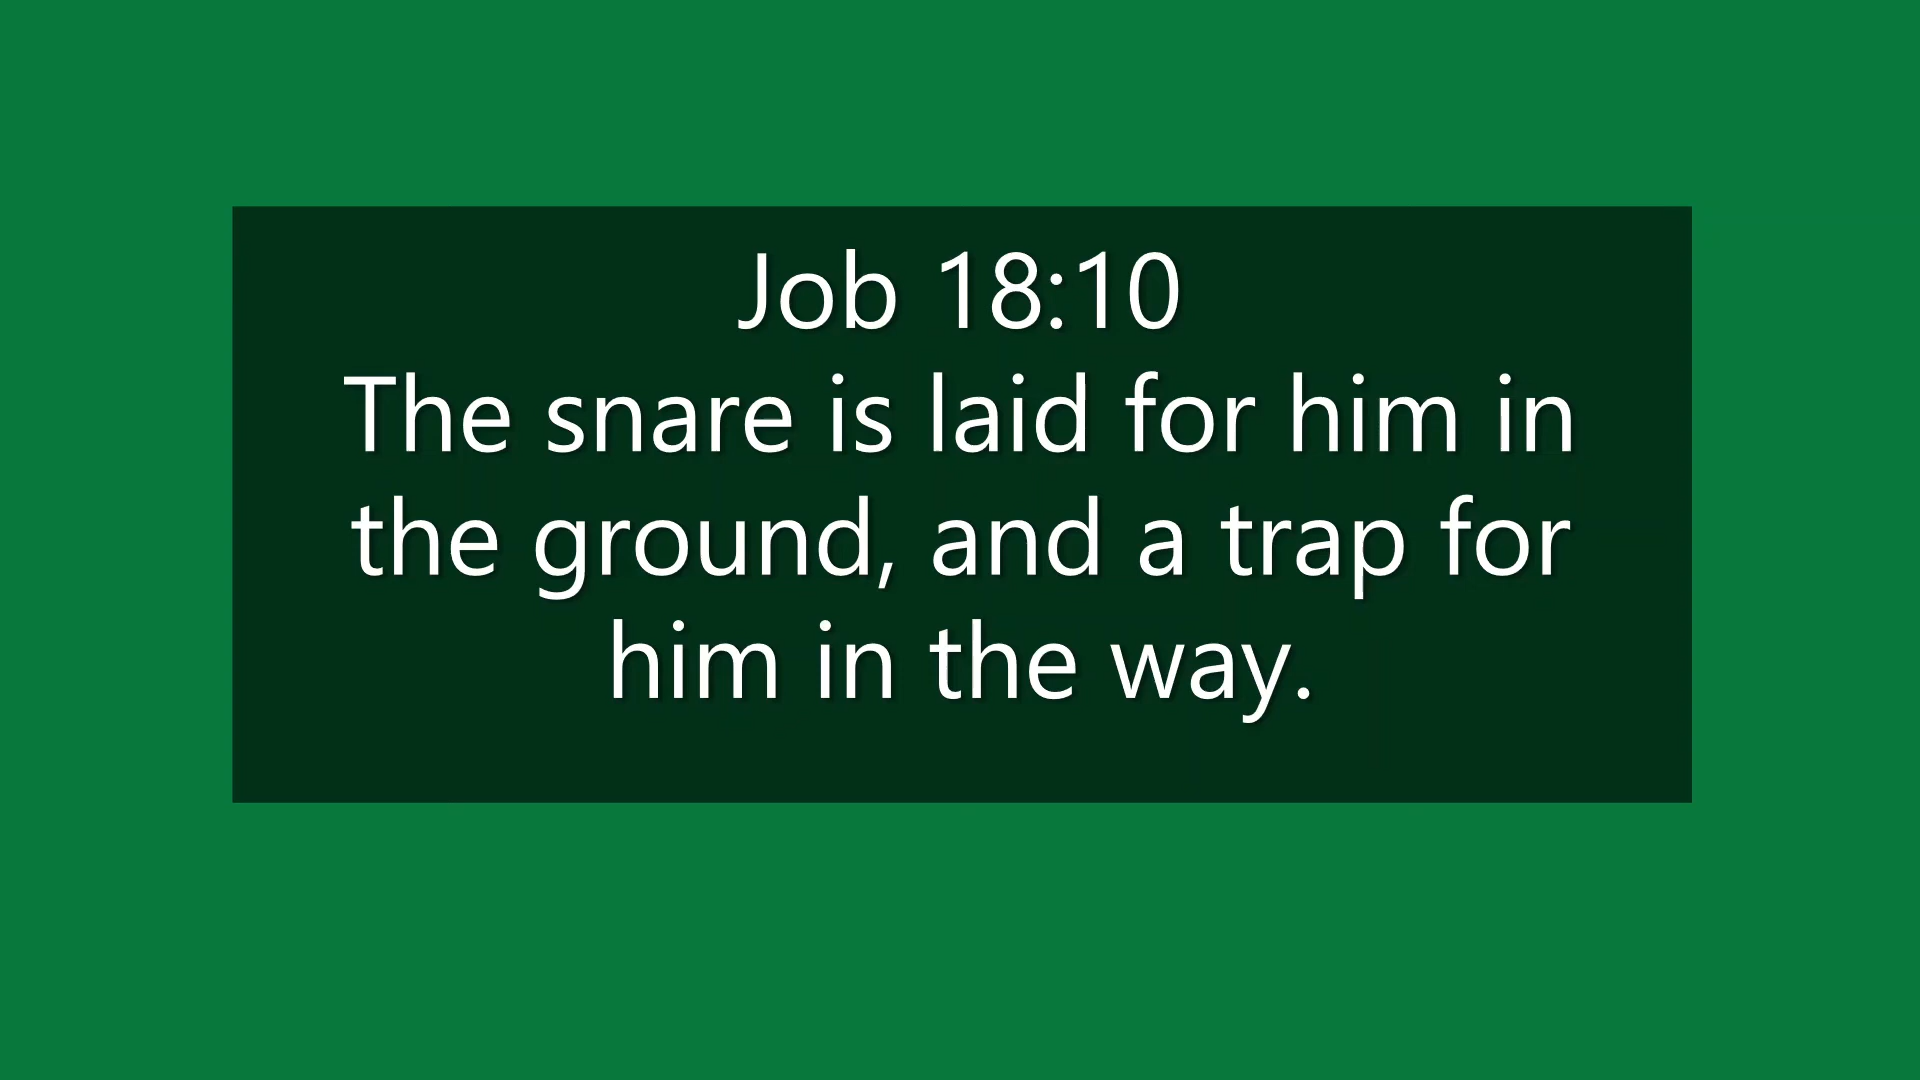 Job 18:10
The snare is laid for him in
the ground, and a trap for
him in the way.